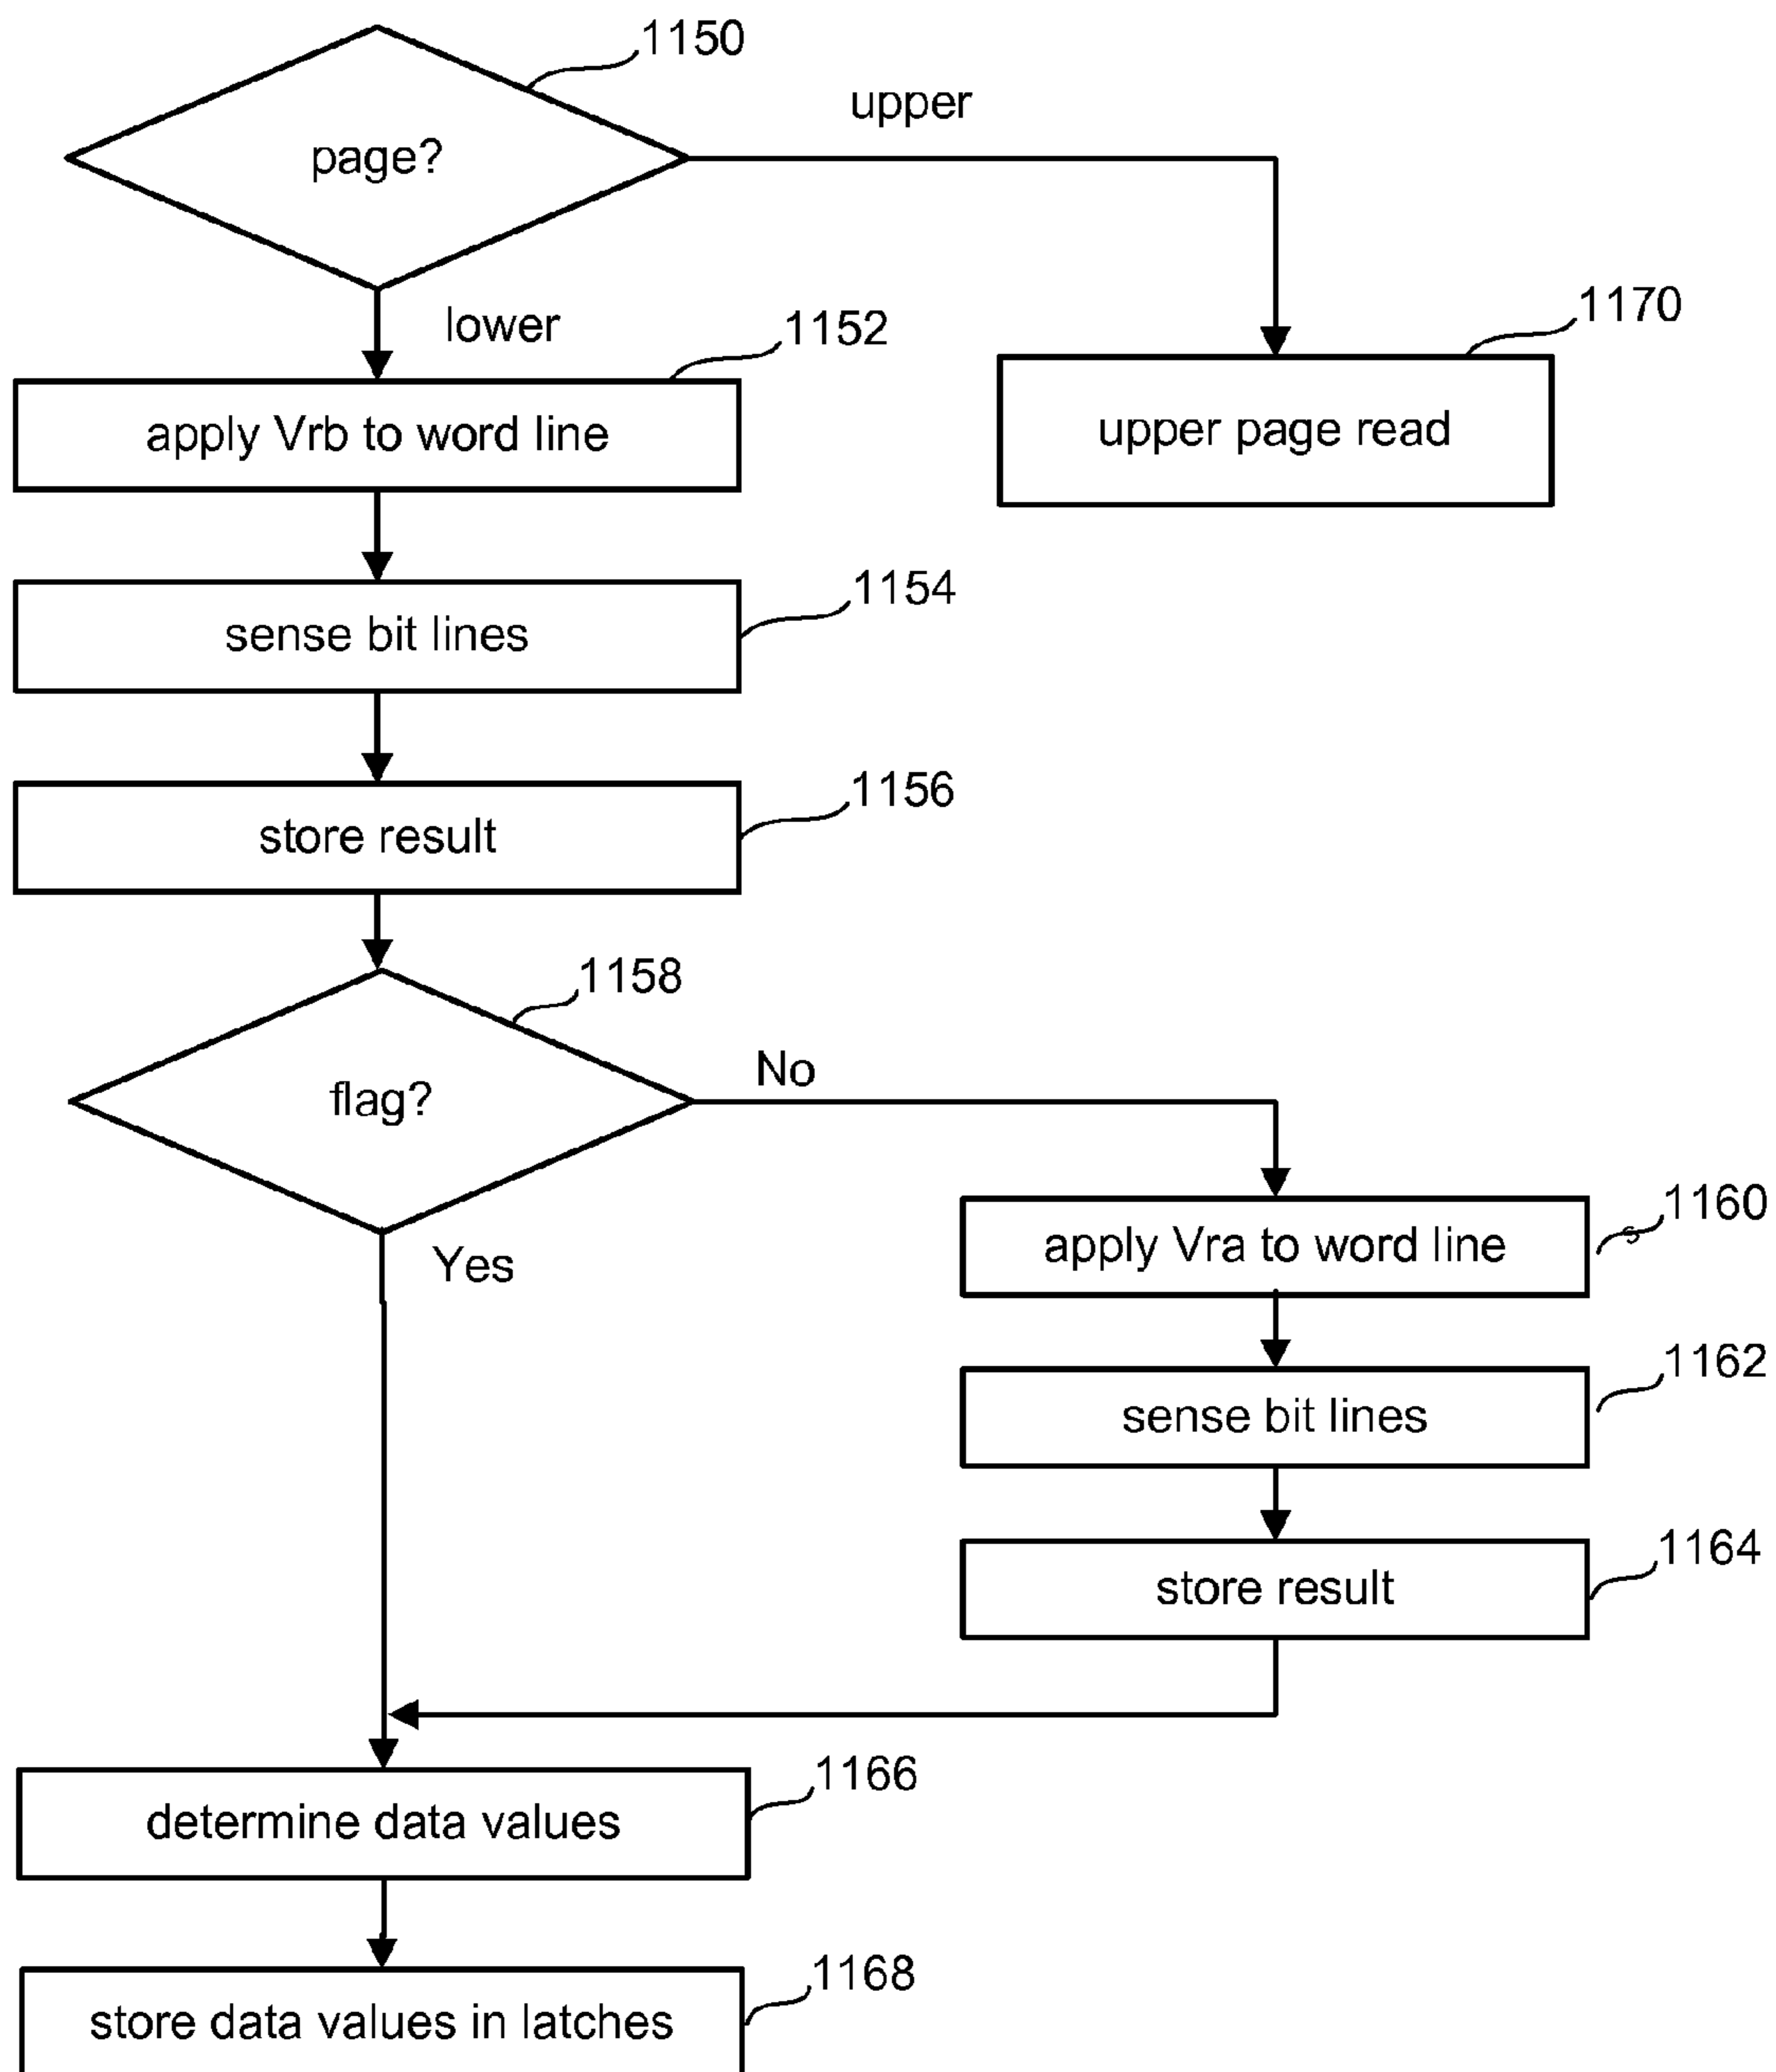 1150
upper
page?
lower
1152
1170
apply Vrb to word line
upper page read
1154
sense bit lines
1156
store result
1158
No
flag?
Yes
1160
apply Vra to word line
s
1162
sense bit lines
1164
store result
1166
determine data values
1168
store data values in latches